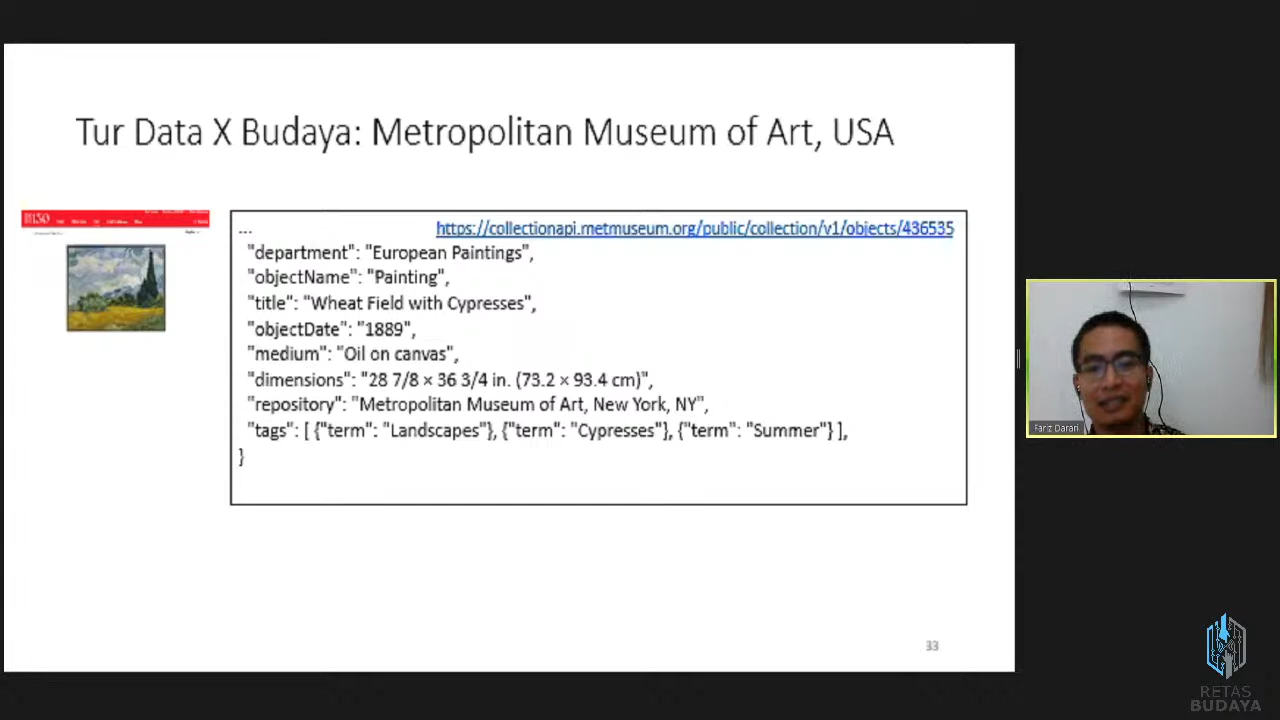 Tur Data X Budaya: Metropolitan Museum of Art, USA
...
https://collectionapi.metmuseum.org/public/collection/v1/objects/436535
"department": "European Paintings",
"objectName": "Painting",
"title": "Wheat Field with Cypresses",
"objectDate": "1889",
"medium": "Oil on canvas",
"dimensions": "28 7/8 × 36 3/4 in. (73.2 × 93.4 cm)",
"repository": "Metropolitan Museum of Art, New York, NY",
"tags": [ {"term": "Landscapes"}, {"term": "Cypresses"}, {"term": "Summer"} ],
}
33
Fariz Darari
RETAS
BUDAYA